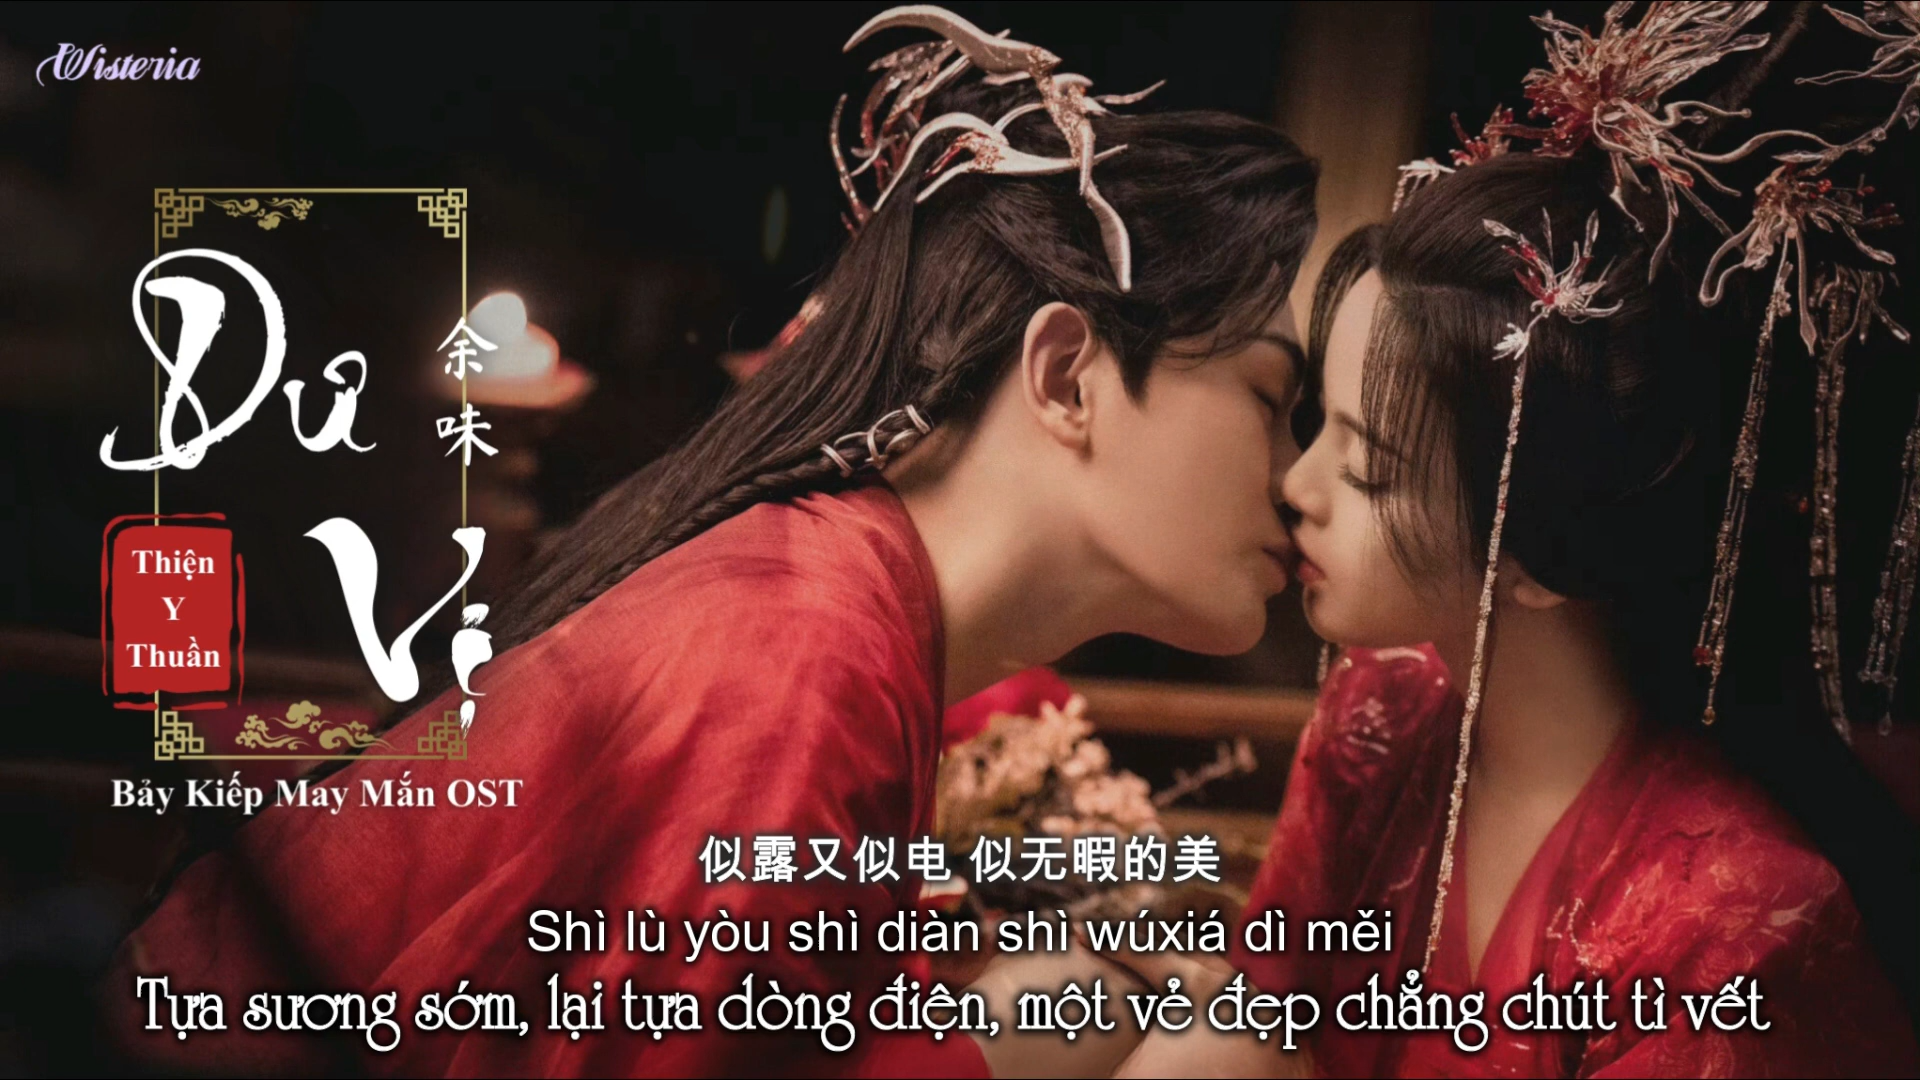 Wisteria
Dư
余味
Vị
Thiện
Y
Thuần
Bảy Kiếp May Mắn OST
似露又似电 似无暇的美
Shì lù yòu shì diàn shì wúxiá dì měi
Tựa sương sớm, lại tựa dòng điện, một vẻ đẹp chẳng chút tì vết